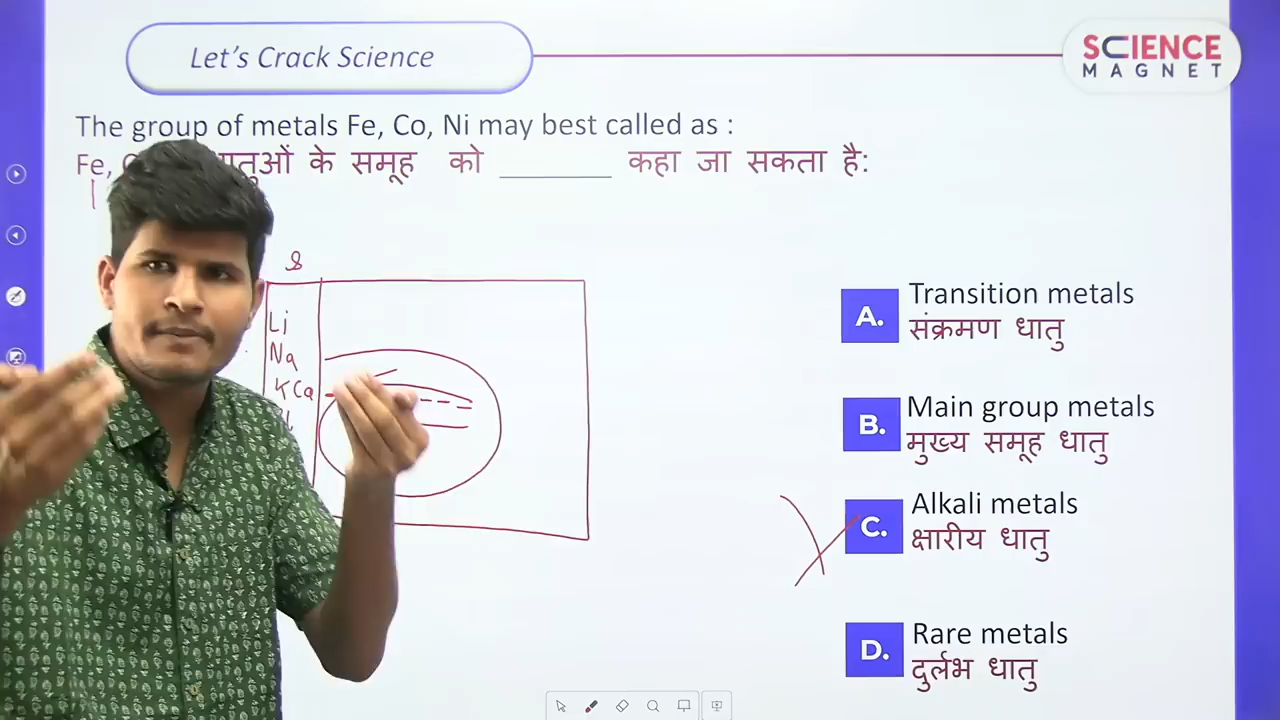 Let's Crack Science
SCIENCE
MAGNET
The group of metals Fe, Co, Ni may best called as :
Fe, धातुओं के समूह को ________ कहा जा सकता है:
s
Li
Na
K Ca
A. Transition metals
संक्रमण धातु
B. Main group metals
मुख्य समूह धातु
C. Alkali metals
क्षारीय धातु
D. Rare metals
दुर्लभ धातु